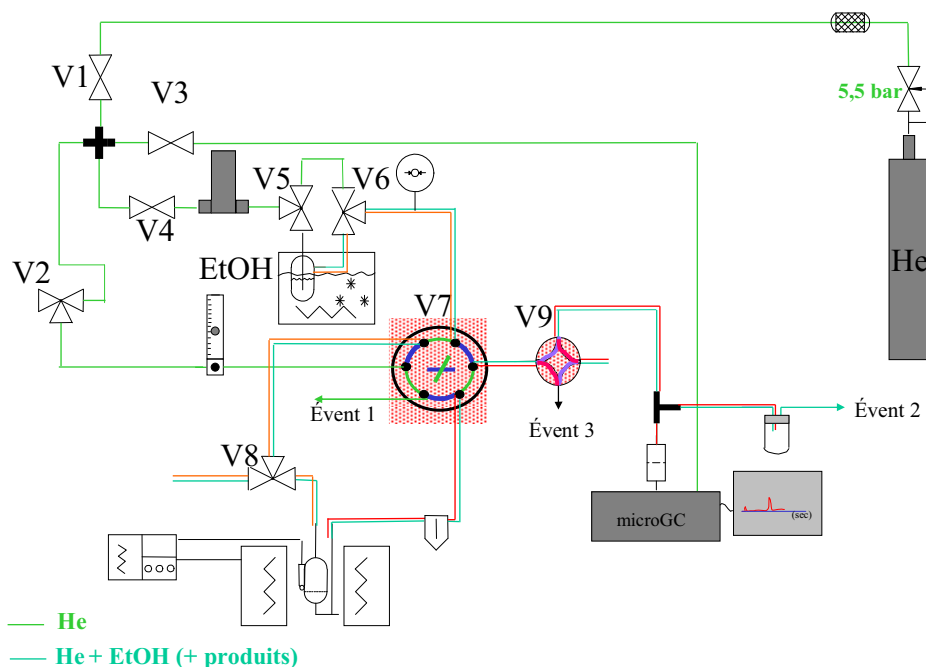 V1
V3
5,5 bar
V5
V6
V4
He
EtOH
V2
V7
V9
Évent 1
Évent 3
Évent 2
V8
microGC
(sec)
He
He + EtOH (+ produits)